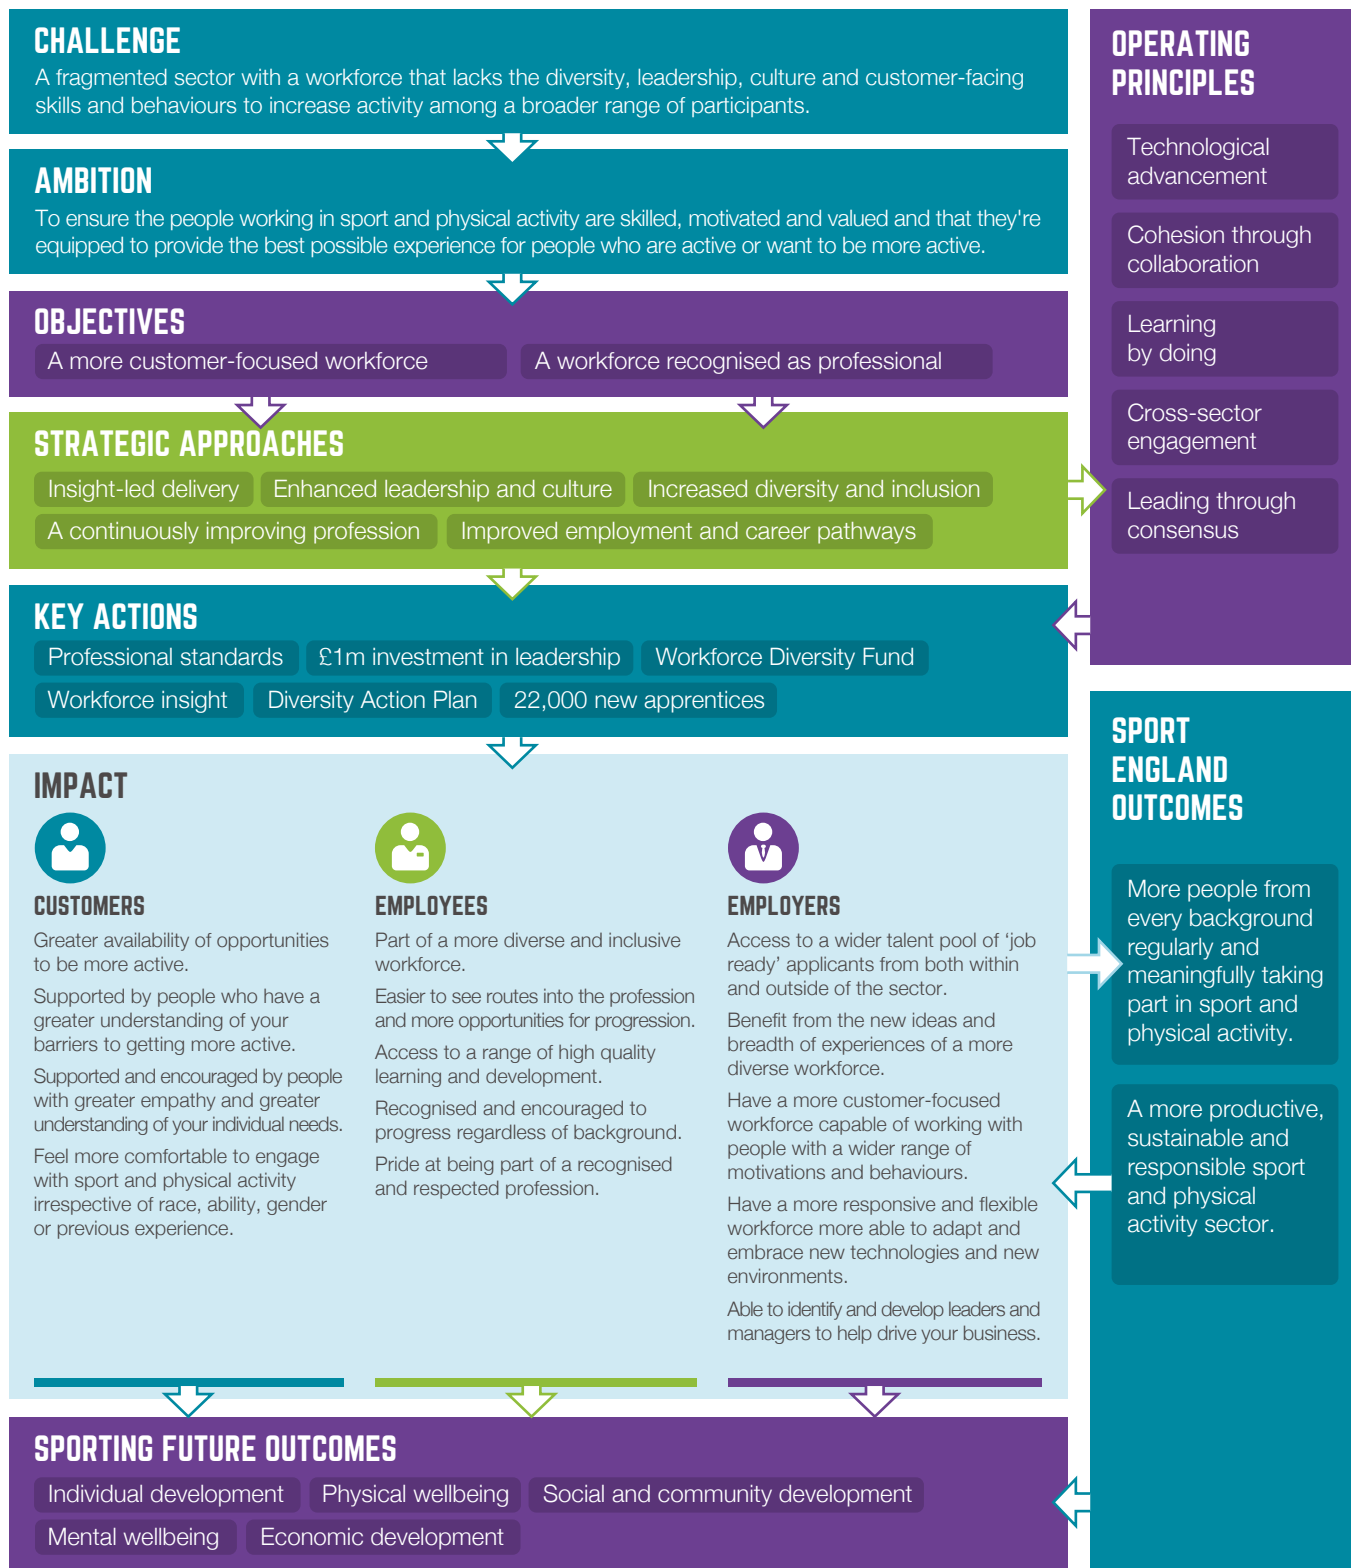 CHALLENGE
A fragmented sector with a workforce that lacks the diversity, leadership, culture and customer-facing
skills and behaviours to increase activity among a broader range of participants.
AMBITION
To ensure the people working in sport and physical activity are skilled, motivated and valued and that they're
equipped to provide the best possible experience for people who are active or want to be more active.
OBJECTIVES
A more customer-focused workforce
A workforce recognised as professional
STRATEGIC APPROACHES
Insight-led delivery
Enhanced leadership and culture
Increased diversity and inclusion
A continuously improving profession
Improved employment and career pathways
OPERATING
PRINCIPLES
Technological
advancement
Cohesion through
collaboration
Learning
by doing
Cross-sector
engagement
Leading through
consensus
KEY ACTIONS
Professional standards
£1m investment in leadership
Workforce Diversity Fund
Workforce insight
Diversity Action Plan
22,000 new apprentices
IMPACT
CUSTOMERS
Greater availability of opportunities
to be more active.
Supported by people who have a
greater understanding of your
barriers to getting more active.
Supported and encouraged by people
with greater empathy and greater
understanding of your individual needs.
Feel more comfortable to engage
with sport and physical activity
irrespective of race, ability, gender
or previous experience.
EMPLOYEES
Part of a more diverse and inclusive
workforce.
Easier to see routes into the profession
and more opportunities for progression.
Access to a range of high quality
learning and development.
Recognised and encouraged to
progress regardless of background.
Pride at being part of a recognised
and respected profession.
EMPLOYERS
Access to a wider talent pool of ‘job
ready’ applicants from both within
and outside of the sector.
Benefit from the new ideas and
breadth of experiences of a more
diverse workforce.
Have a more customer-focused
workforce capable of working with
people with a wider range of
motivations and behaviours.
Have a more responsive and flexible
workforce more able to adapt and
embrace new technologies and new
environments.
Able to identify and develop leaders and
managers to help drive your business.
SPORT
ENGLAND
OUTCOMES
More people from
every background
regularly and
meaningfully taking
part in sport and
physical activity.
A more productive,
sustainable and
responsible sport
and physical
activity sector.
SPORTING FUTURE OUTCOMES
Individual development
Physical wellbeing
Social and community development
Mental wellbeing
Economic development